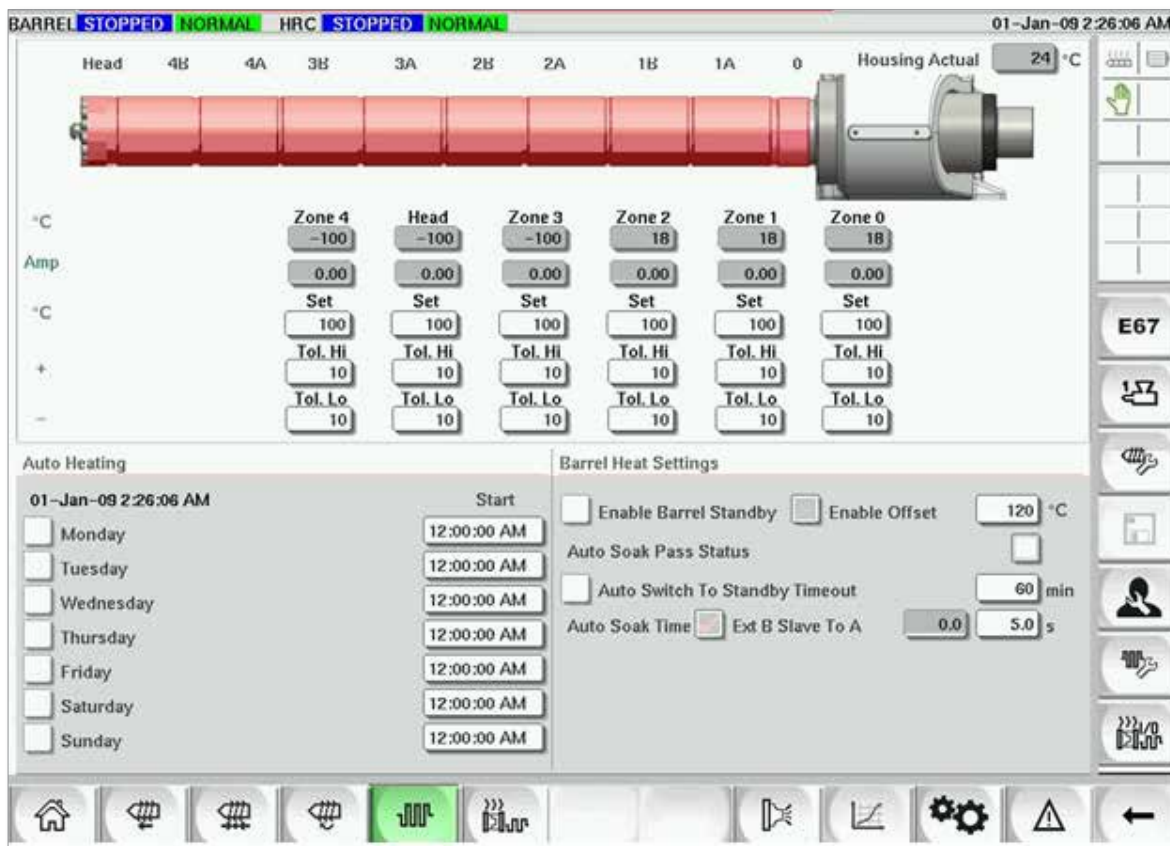 BARREL STOPPED NORMAL HRC STOPPED NORMAL 01-Jan-09 2:26:06 AM
Head 4B 4A 3B 3A 2B 2A 1B 1A 0 Housing Actual 24 °C
Zone 4 Head Zone 3 Zone 2 Zone 1 Zone 0
°C -100 -100 -100 18 18 18
Amp 0.00 0.00 0.00 0.00 0.00 0.00
Set Set Set Set Set Set
°C 100 100 100 100 100 100
Tol. Hi Tol. Hi Tol. Hi Tol. Hi Tol. Hi Tol. Hi
+ 10 10 10 10 10 10
Tol. Lo Tol. Lo Tol. Lo Tol. Lo Tol. Lo Tol. Lo
- 10 10 10 10 10 10
E67
Auto Heating
01-Jan-09 2:26:06 AM Start
Monday 12:00:00 AM
Tuesday 12:00:00 AM
Wednesday 12:00:00 AM
Thursday 12:00:00 AM
Friday 12:00:00 AM
Saturday 12:00:00 AM
Sunday 12:00:00 AM
Barrel Heat Settings
Enable Barrel Standby Enable Offset 120 °C
Auto Soak Pass Status
Auto Switch To Standby Timeout 60 min
Auto Soak Time Ext B Slave To A 0.0 5.0 s
I/O